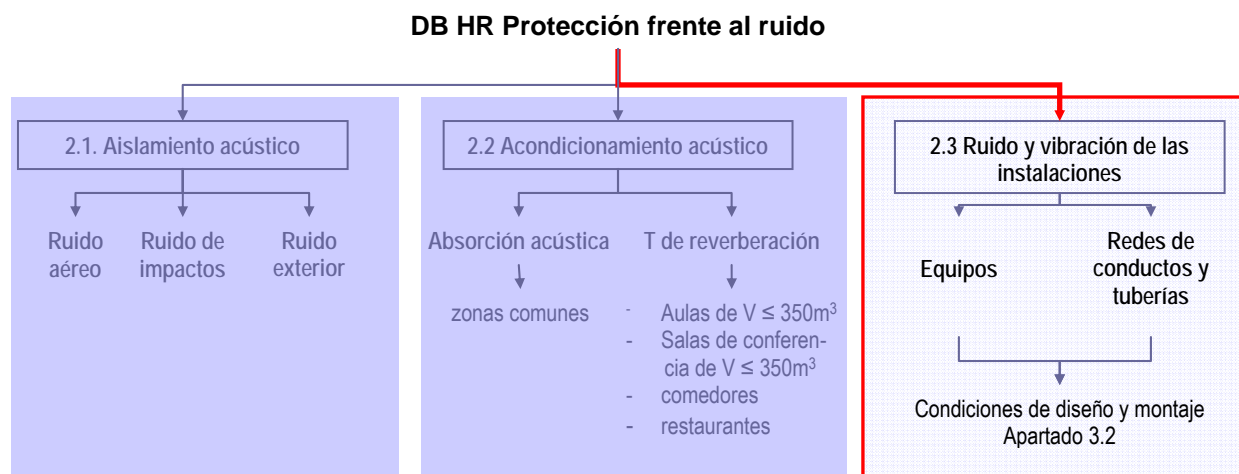 DB HR Protección frente al ruido
2.1. Aislamiento acústico
Ruido
aéreo
Ruido de
impactos
Ruido
exterior
2.2 Acondicionamiento acústico
Absorción acústica
zonas comunes
T de reverberación
- Aulas de V ≤ 350m³
- Salas de conferen-
cia de V ≤ 350m³
- comedores
- restaurantes
2.3 Ruido y vibración de las
instalaciones
Equipos
Redes de
conductos y
tuberías
Condiciones de diseño y montaje
Apartado 3.2